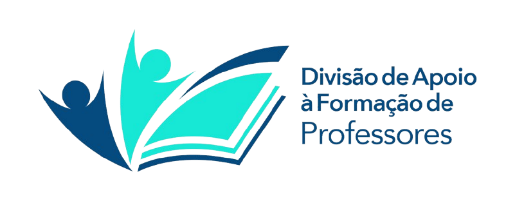 Divisão de Apoio
à Formação de
Professores